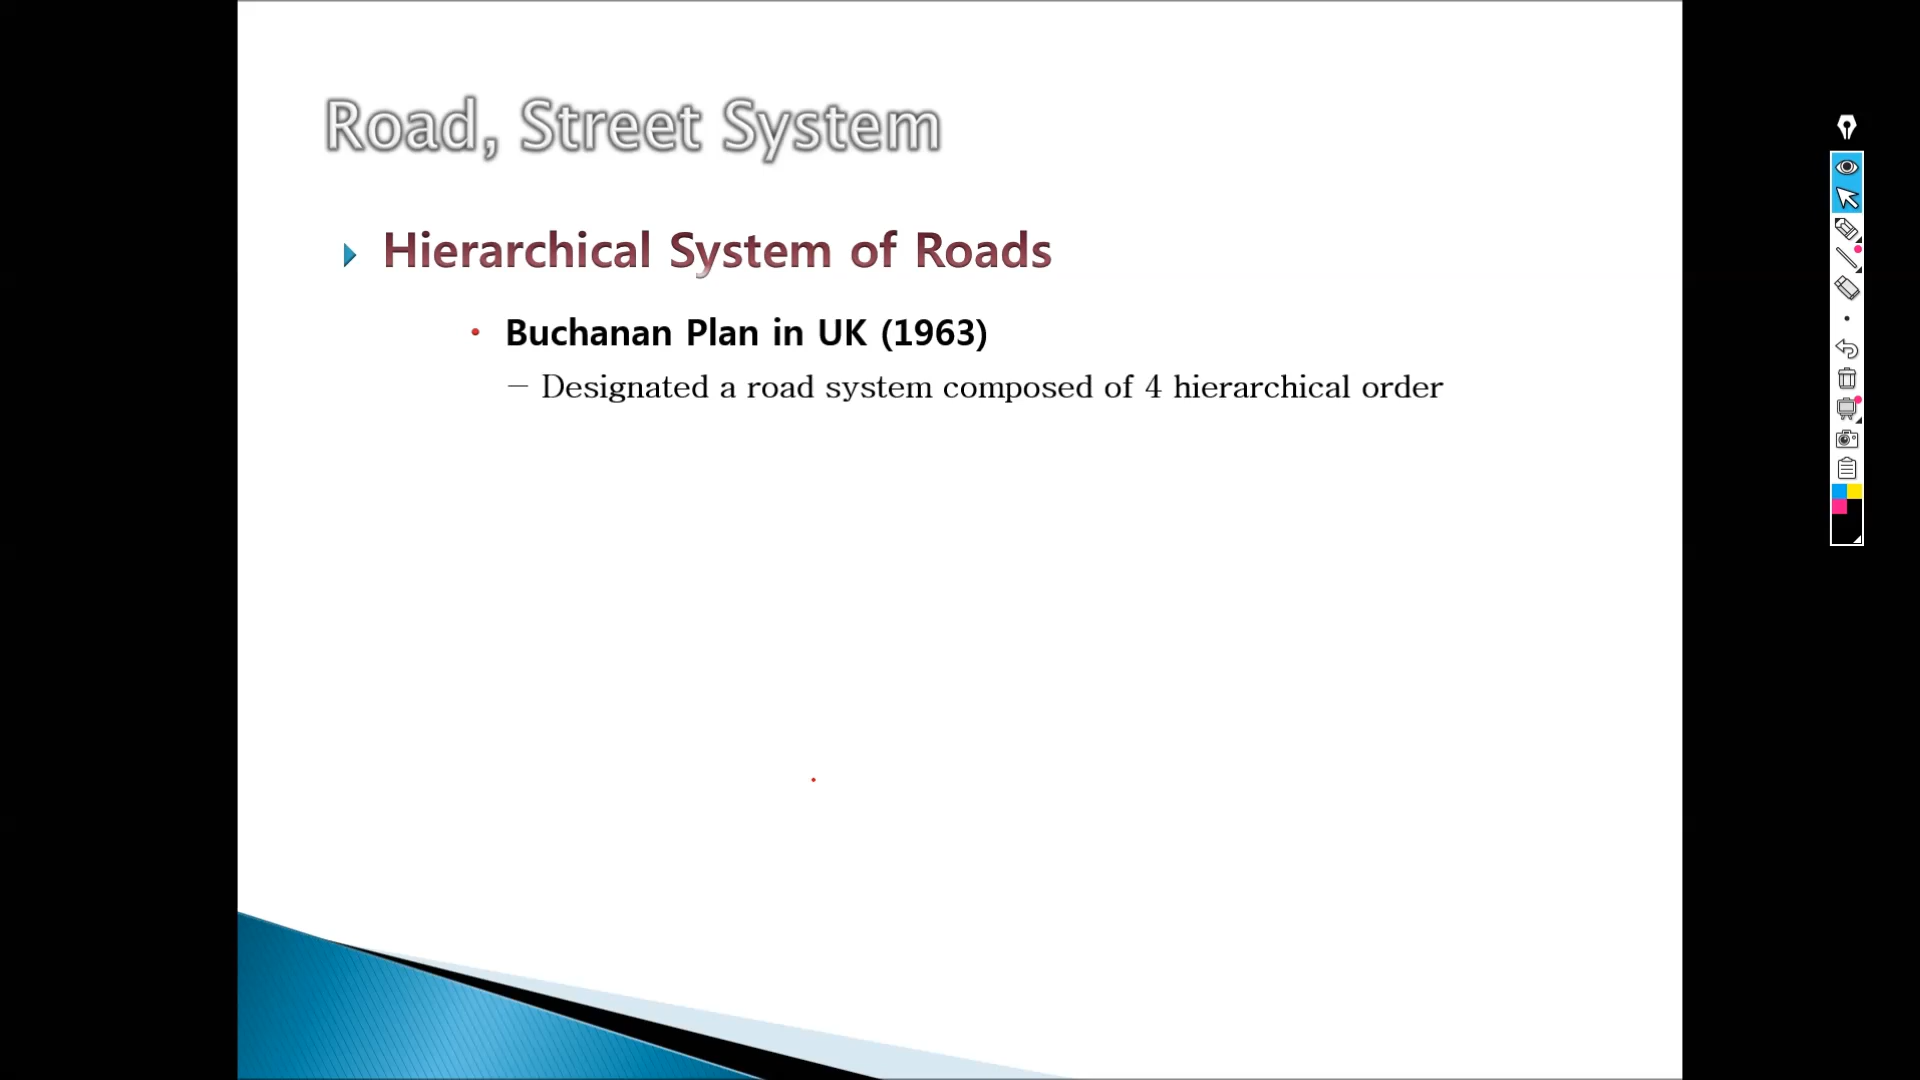 Road, Street System
Hierarchical System of Roads
• Buchanan Plan in UK (1963)
– Designated a road system composed of 4 hierarchical order